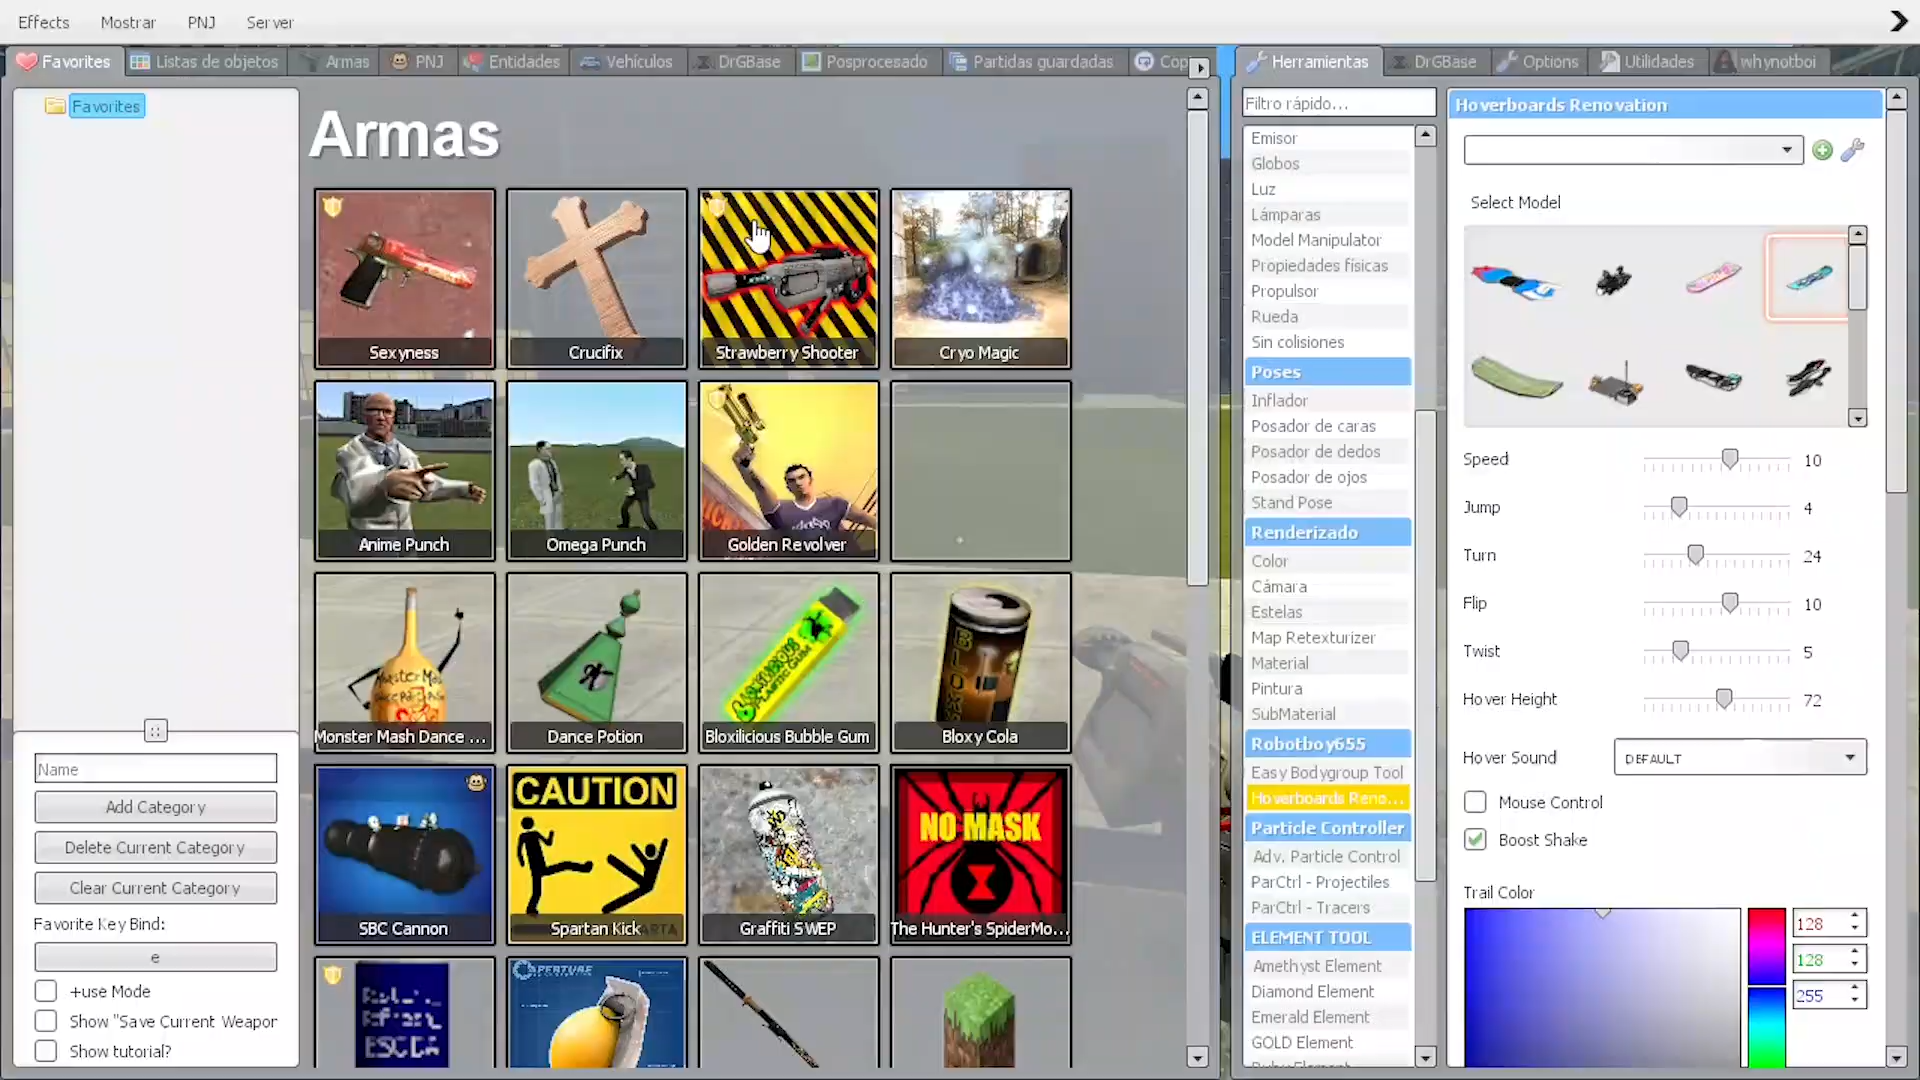 Effects Mostrar PNJ Server
Favorites Listas de objetos Armas PNJ Entidades Vehículos DrGBase Posprocesado Partidas guardadas Cop
Herramientas DrGBase Options Utilidades whynotboi
Favorites
Name
Add Category
Delete Current Category
Clear Current Category
Favorite Key Bind:
e
+use Mode
Show "Save Current Weapon
Show tutorial?
Armas
Sexyness
Crucifix
Strawberry Shooter
Cryo Magic
Anime Punch
Omega Punch
Golden Revolver
Monster Mash Dance ...
Dance Potion
Bloxilicious Bubble Gum
Bloxy Cola
SBC Cannon
CAUTION
Spartan Kick
Graffiti SWEP
NO MASK
The Hunter's SpiderMo...
APERTURE
Filtro rápido...
Emisor
Globos
Luz
Lámparas
Model Manipulator
Propiedades físicas
Propulsor
Rueda
Sin colisiones
Poses
Inflador
Posador de caras
Posador de dedos
Posador de ojos
Stand Pose
Renderizado
Color
Cámara
Estelas
Map Retexturizer
Material
Pintura
SubMaterial
Robotboy655
Easy Bodygroup Tool
Hoverboards Reno...
Particle Controller
Adv. Particle Control
ParCtrl - Projectiles
ParCtrl - Tracers
ELEMENT TOOL
Amethyst Element
Diamond Element
Emerald Element
GOLD Element
Hoverboards Renovation
Select Model
Speed 10
Jump 4
Turn 24
Flip 10
Twist 5
Hover Height 72
Hover Sound DEFAULT
Mouse Control
Boost Shake
Trail Color
128
128
255